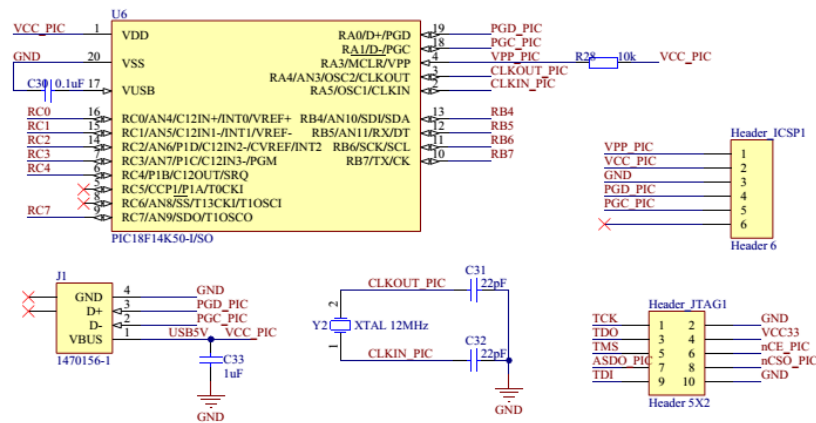 U6
VCC_PIC 1 VDD RA0/D+/PGD 19 PGD_PIC
RA1/D-/PGC 18 PGC_PIC
GND 20 VSS RA3/MCLR/VPP 4 VPP_PIC R28 10k VCC_PIC
RA4/AN3/OSC2/CLKOUT 3 CLKOUT_PIC
C30 0.1uF 17 VUSB RA5/OSC1/CLKIN 2 CLKIN_PIC
RC0 16 RC0/AN4/C12IN+/INT0/VREF+ RB4/AN10/SDI/SDA 13 RB4
RC1 15 RC1/AN5/C12IN1-/INT1/VREF- RB5/AN11/RX/DT 12 RB5
RC2 14 RC2/AN6/P1D/C12IN2-/CVREF/INT2 RB6/SCK/SCL 11 RB6
RC3 7 RC3/AN7/P1C/C12IN3-/PGM RB7/TX/CK 10 RB7
RC4 6 RC4/P1B/C12OUT/SRQ
5 RC5/CCP1/P1A/T0CKI
8 RC6/AN8/SS/T13CKI/T1OSCI
RC7 9 RC7/AN9/SDO/T1OSCO
PIC18F14K50-I/SO
Header_ICSP1
VPP_PIC 1
VCC_PIC 2
GND 3
PGD_PIC 4
PGC_PIC 5
6
Header 6
J1
GND 4 GND
D+ 3 PGD_PIC
D- 2 PGC_PIC
VBUS 1 USB5V VCC_PIC
1470156-1
C33
1uF
GND
C31
CLKOUT_PIC 22pF
2
Y2 XTAL 12MHz
1
C32
CLKIN_PIC 22pF
GND
Header_JTAG1
TCK 1 2 GND
TDO 3 4 VCC33
TMS 5 6 nCE_PIC
ASDO_PIC 7 8 nCSO_PIC
TDI 9 10 GND
Header 5X2